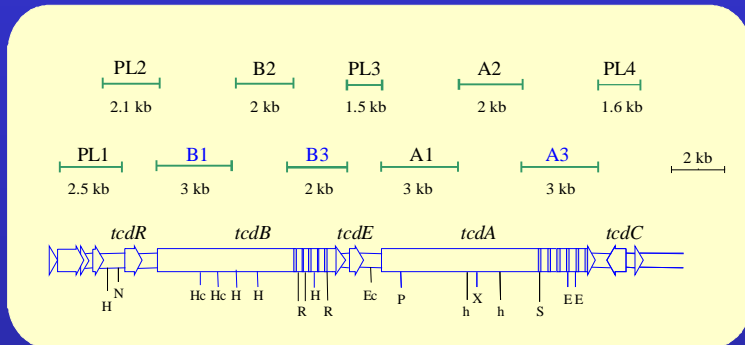 PL2 B2 PL3 A2 PL4
2.1 kb 2 kb 1.5 kb 2 kb 1.6 kb
PL1 B1 B3 A1 A3 2 kb
2.5 kb 3 kb 2 kb 3 kb 3 kb
tcdR tcdB tcdE tcdA tcdC
Hc Hc H H H Ec P X E E
H N R R h h S